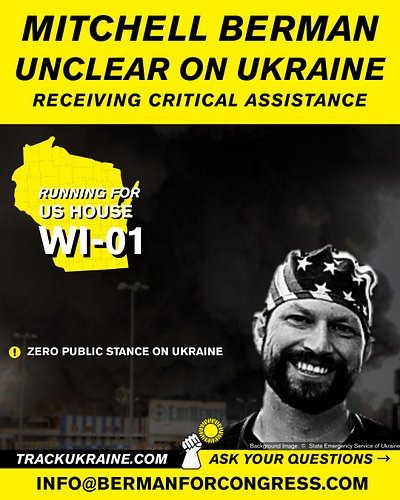 MITCHELL BERMAN
UNCLEAR ON UKRAINE
RECEIVING CRITICAL ASSISTANCE
RUNNING FOR
US HOUSE
WI-01
! ZERO PUBLIC STANCE ON UKRAINE
Background Image: © State Emergency Service of Ukraine
TRACKUKRAINE.COM
ASK YOUR QUESTIONS →
INFO@BERMANFORCONGRESS.COM